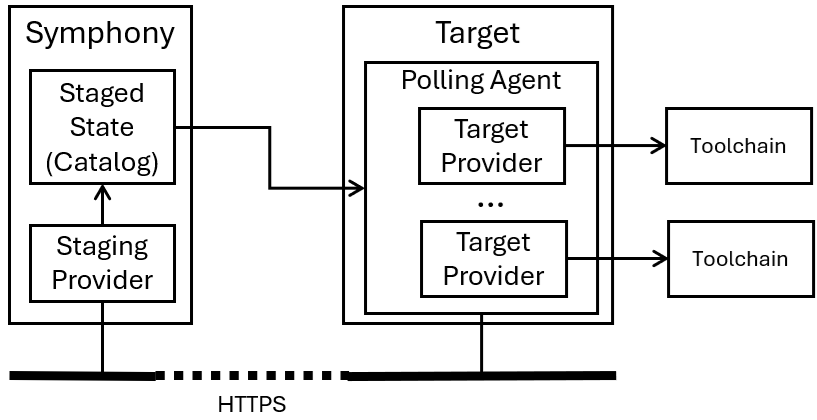 Symphony
Staged
State
(Catalog)
Staging
Provider
Target
Polling Agent
Target
Provider
...
Target
Provider
Toolchain
Toolchain
HTTPS